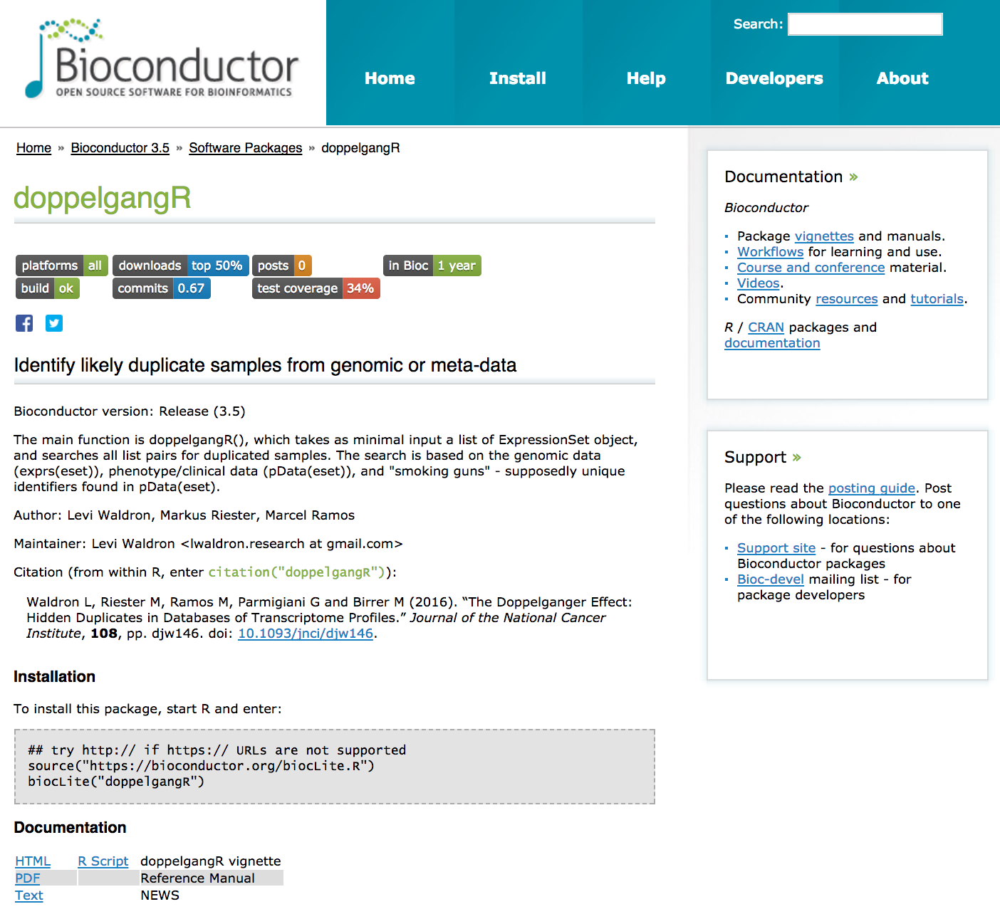 Bioconductor
OPEN SOURCE SOFTWARE FOR BIOINFORMATICS
Search:
Home Install Help Developers About
Home » Bioconductor 3.5 » Software Packages » doppelgangR
doppelgangR
platforms all downloads top 50% posts 0 in Bioc 1 year
build ok commits 0.67 test coverage 34%
Identify likely duplicate samples from genomic or meta-data
Bioconductor version: Release (3.5)
The main function is doppelgangR(), which takes as minimal input a list of ExpressionSet object,
and searches all list pairs for duplicated samples. The search is based on the genomic data
(exprs(eset)), phenotype/clinical data (pData(eset)), and "smoking guns" - supposedly unique
identifiers found in pData(eset).
Author: Levi Waldron, Markus Riester, Marcel Ramos
Maintainer: Levi Waldron <lwaldron.research at gmail.com>
Citation (from within R, enter citation("doppelgangR")):
Waldron L, Riester M, Ramos M, Parmigiani G and Birrer M (2016). “The Doppelganger Effect:
Hidden Duplicates in Databases of Transcriptome Profiles.” Journal of the National Cancer
Institute, 108, pp. djw146. doi: 10.1093/jnci/djw146.
Installation
To install this package, start R and enter:
## try http:// if https:// URLs are not supported
source("https://bioconductor.org/biocLite.R")
biocLite("doppelgangR")
Documentation
HTML R Script doppelgangR vignette
PDF Reference Manual
Text NEWS
Documentation »
Bioconductor
Package vignettes and manuals.
Workflows for learning and use.
Course and conference material.
Videos.
Community resources and tutorials.
R / CRAN packages and
documentation
Support »
Please read the posting guide. Post
questions about Bioconductor to one
of the following locations:
Support site - for questions about
Bioconductor packages
Bioc-devel mailing list - for
package developers